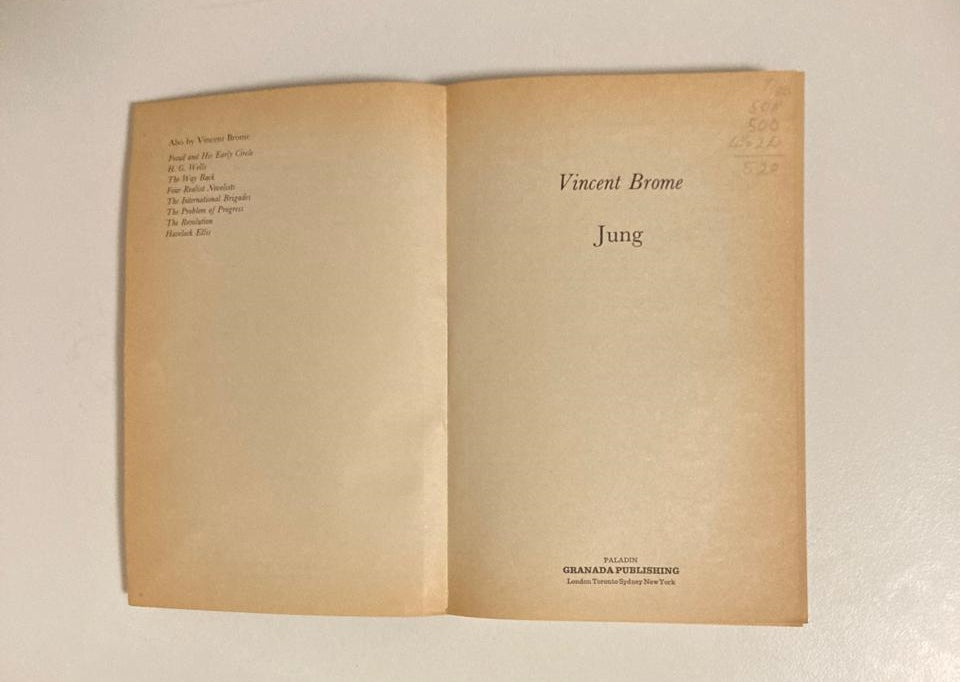 Also by Vincent Brome
Freud and His Early Circle
H. G. Wells
The Way Back
Four Realist Novelists
The International Brigades
The Problem of Progress
The Revolution
Havelock Ellis
Vincent Brome
Jung
PALADIN
GRANADA PUBLISHING
London Toronto Sydney New York
500
520